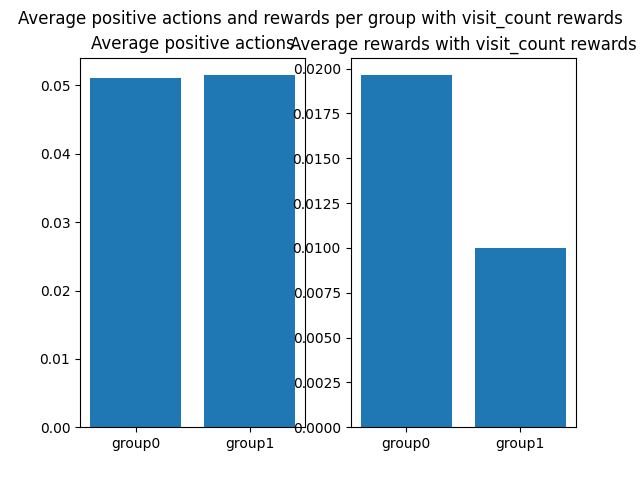 Average positive actions and rewards per group with visit_count rewards
Average positive actions
Average rewards with visit_count rewards
0.05
0.04
0.03
0.02
0.01
0.00
group0
group1
0.0200
0.0175
0.0150
0.0125
0.0100
0.0075
0.0050
0.0025
0.0000
group0
group1